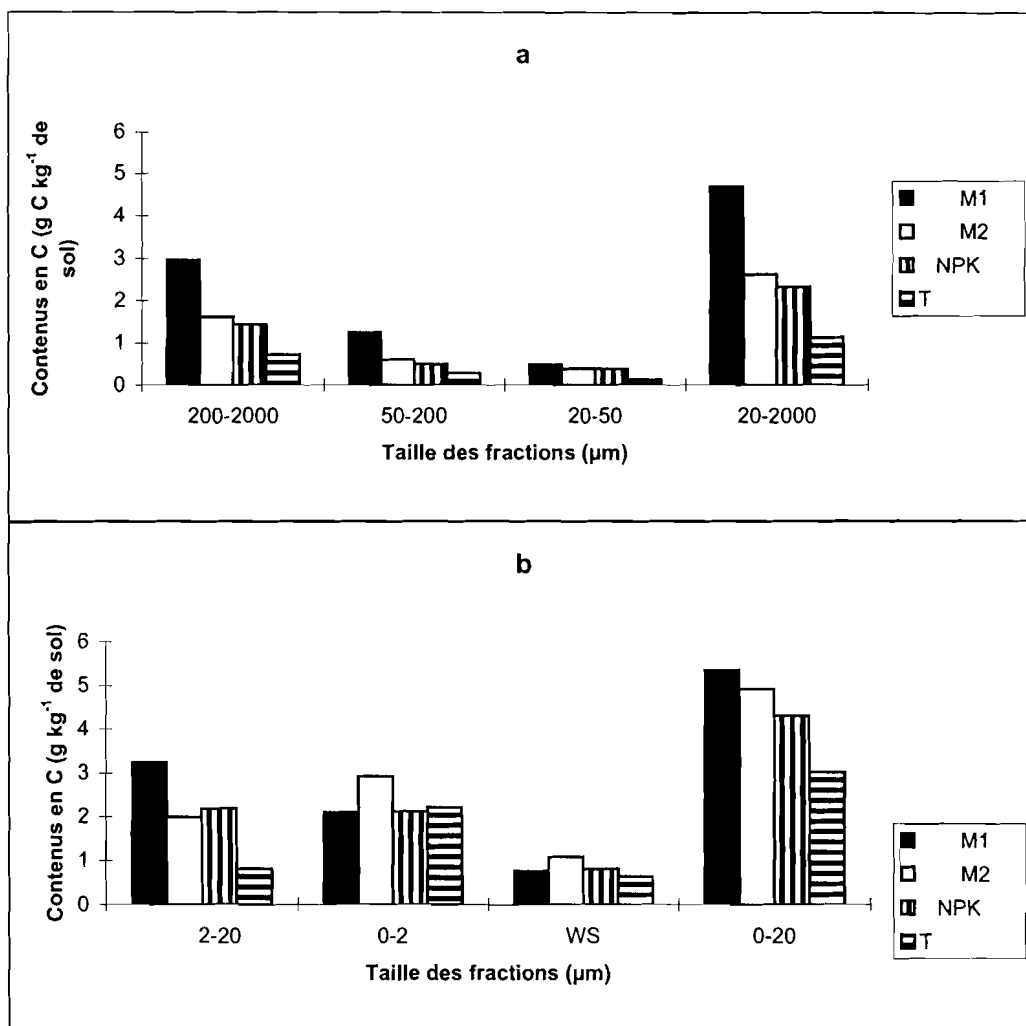 a
Contenus en C (g C kg⁻¹ de
sol)
6
5
4
3
2
1
0
200-2000 50-200 20-50 20-2000
Taille des fractions (µm)
M1
M2
NPK
T
b
Contenus en C (g kg⁻¹ de sol)
6
5
4
3
2
1
0
2-20 0-2 WS 0-20
Taille des fractions (µm)
M1
M2
NPK
T